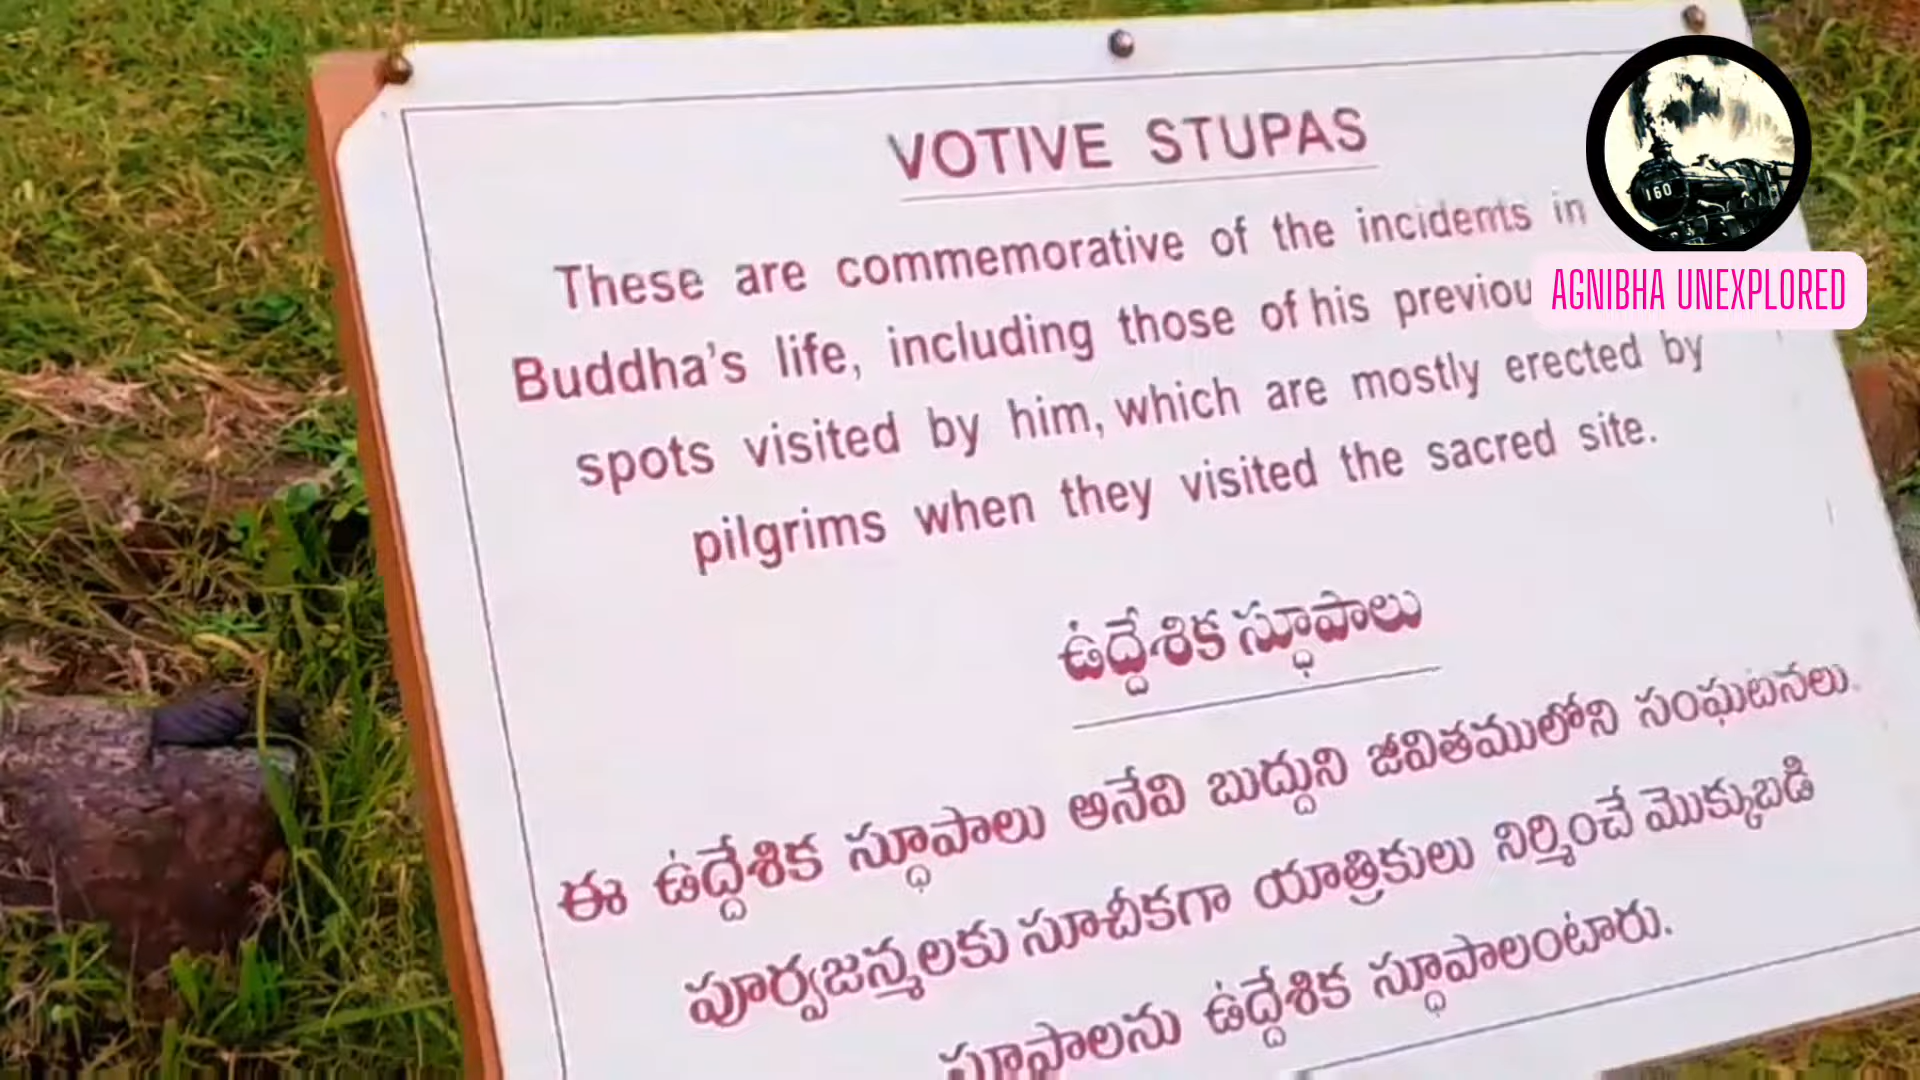 VOTIVE STUPAS
These are commemorative of the incidents in
Buddha's life, including those of his previou
spots visited by him, which are mostly erected by
pilgrims when they visited the sacred site.
ఉద్దేశిక స్థూపాలు
ఈ ఉద్దేశిక స్థూపాలు అనేవి బుద్దుని జీవితములోని సంఘటనలు.
పూర్వజన్మలకు సూచీకగా యాత్రికులు నిర్మించే మొక్కుబడి
స్థూపాలను ఉద్దేశిక స్థూపాలంటారు.
160
AGNIBHA UNEXPLORED